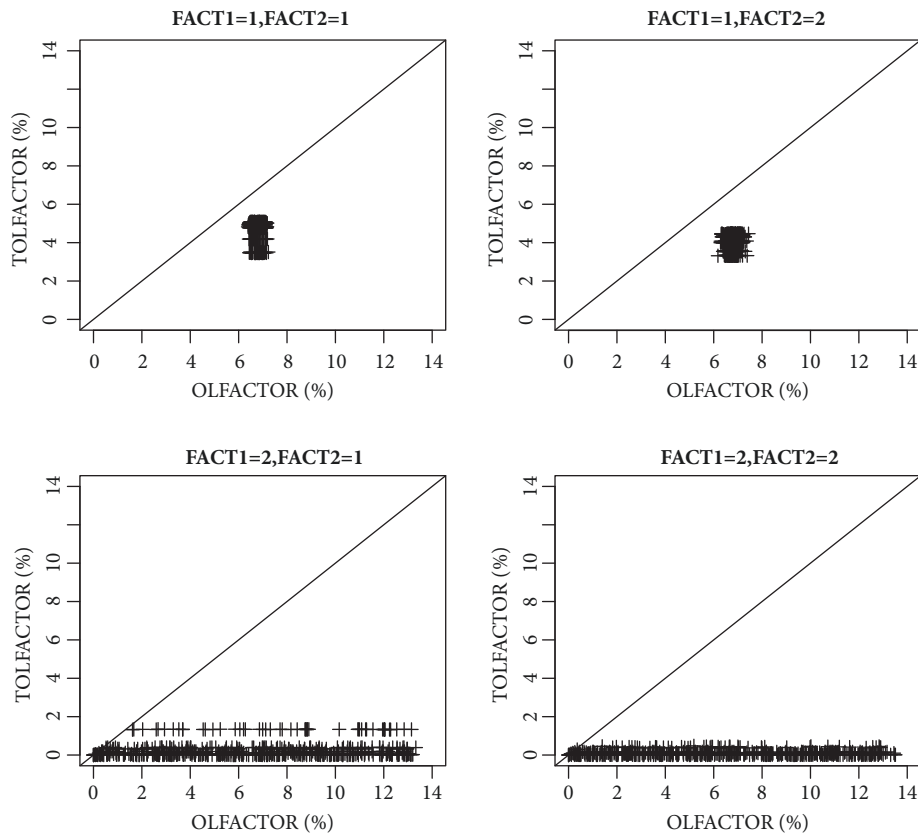 FACT1=1,FACT2=1
TOLFACTOR (%)
0 2 4 6 8 10 14
0 2 4 6 8 10 12 14
OLFACTOR (%)
FACT1=1,FACT2=2
TOLFACTOR (%)
0 2 4 6 8 10 14
0 2 4 6 8 10 12 14
OLFACTOR (%)
FACT1=2,FACT2=1
TOLFACTOR (%)
0 2 4 6 8 10 14
0 2 4 6 8 10 12 14
OLFACTOR (%)
FACT1=2,FACT2=2
TOLFACTOR (%)
0 2 4 6 8 10 14
0 2 4 6 8 10 12 14
OLFACTOR (%)